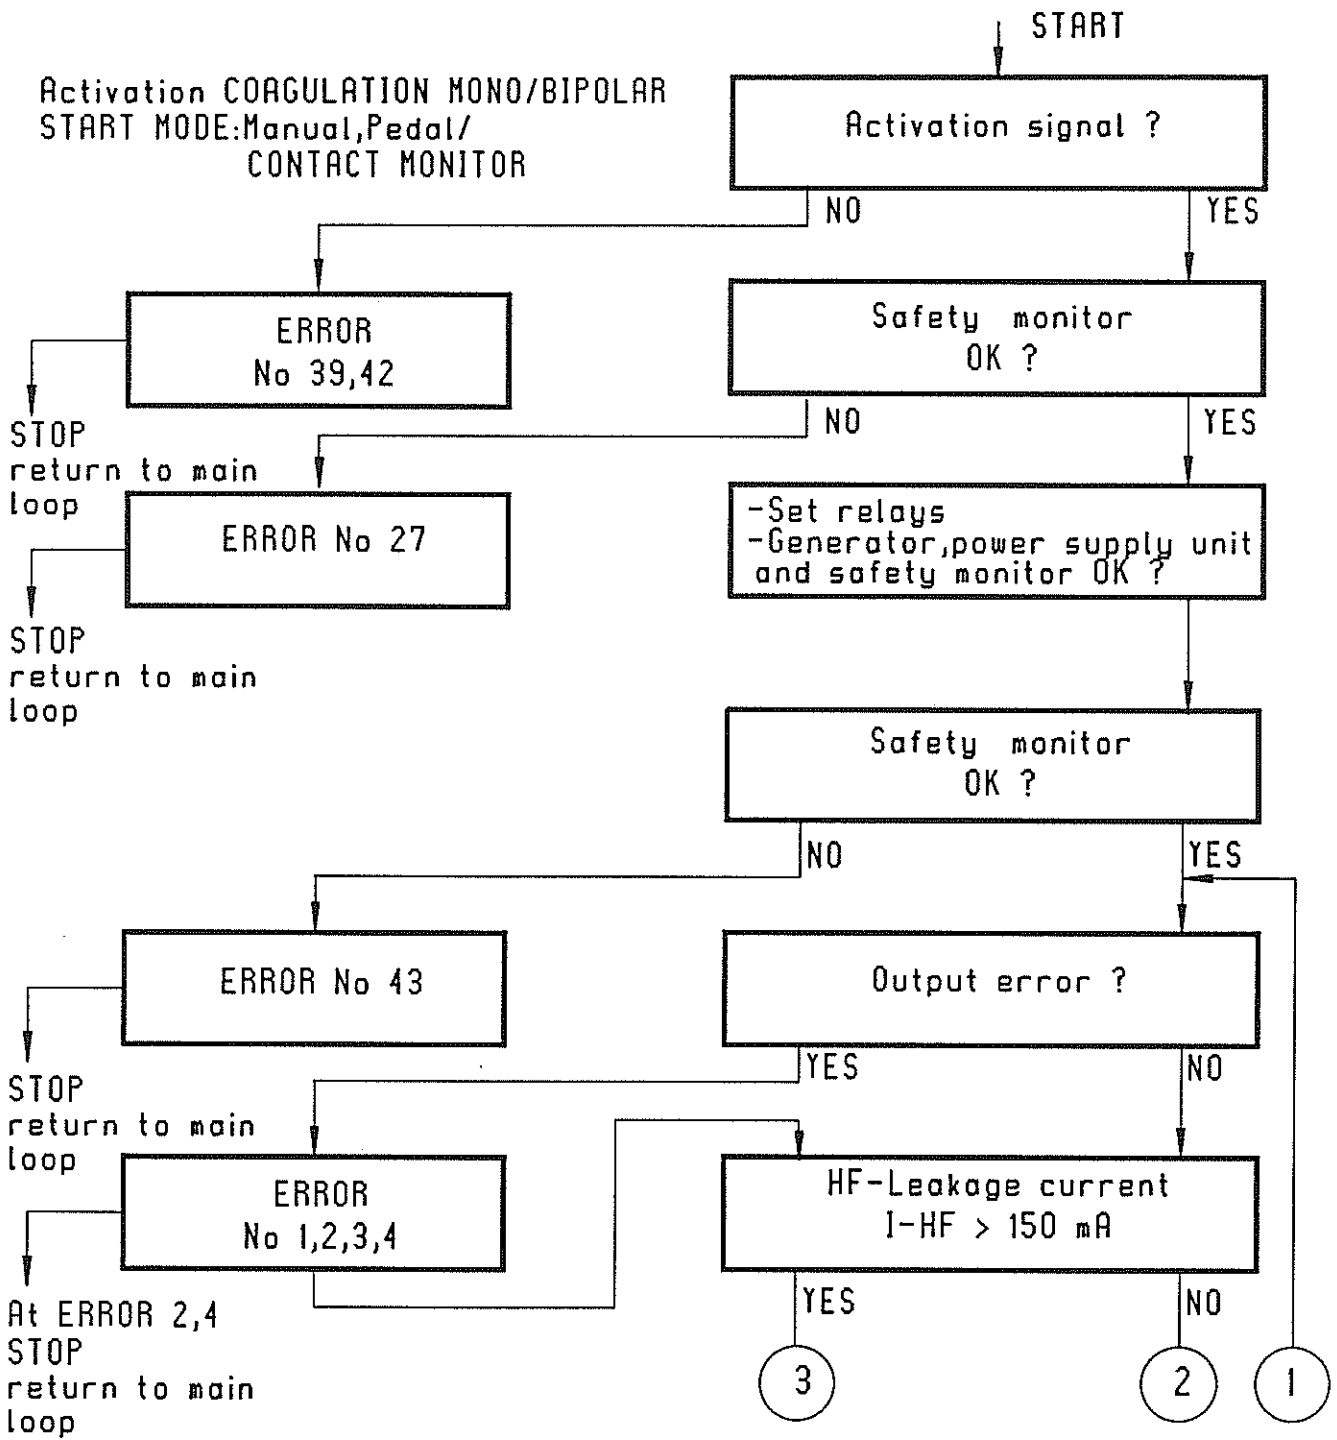 START
Activation COAGULATION MONO/BIPOLAR
START MODE:Manual,Pedal/
CONTACT MONITOR
Activation signal ?
NO
YES
ERROR
No 39,42
Safety monitor
OK ?
STOP
return to main
loop
NO
YES
ERROR No 27
-Set relays
-Generator,power supply unit
and safety monitor OK ?
STOP
return to main
loop
Safety monitor
OK ?
NO
YES
ERROR No 43
Output error ?
STOP
return to main
loop
YES
NO
ERROR
No 1,2,3,4
HF-Leakage current
I-HF > 150 mA
At ERROR 2,4
STOP
return to main
loop
YES
NO
3
2
1